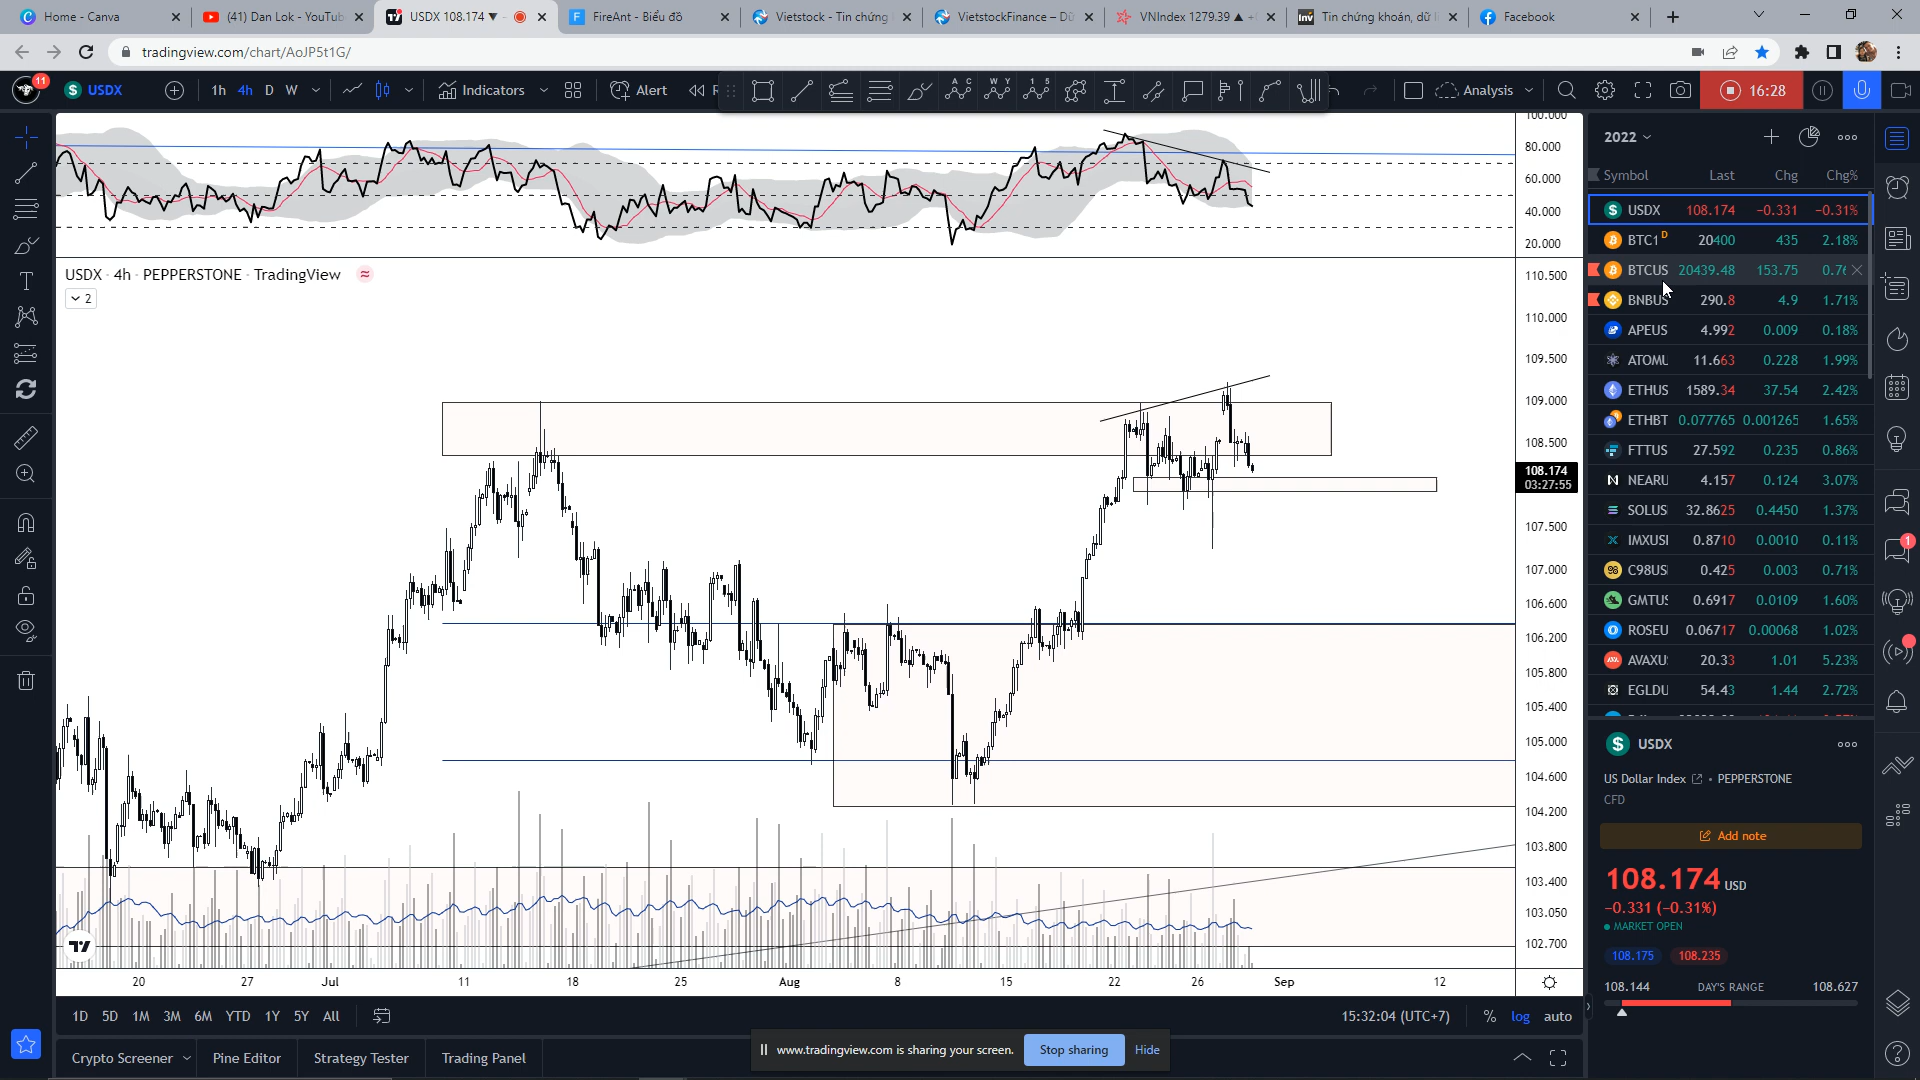 Home - Canva
(41) Dan Lok - YouTub
USDX 108.174 ▼
FireAnt - Biểu đồ
Vietstock - Tin chứng
VietstockFinance - Dữ
VNIndex 1279.39 ▲
Tin chứng khoán, dữ li
Facebook
tradingview.com/chart/AoJP5t1G/
11
USDX
1h 4h D W
Indicators
Alert
Analysis
16:28
100.000
80.000
60.000
40.000
20.000
USDX · 4h · PEPPERSTONE · TradingView
2
110.500
110.000
109.500
109.000
108.500
108.174
03:27:55
107.500
107.000
106.600
106.200
105.800
105.400
105.000
104.600
104.200
103.800
103.400
103.050
102.700
20 27 Jul 11 18 25 Aug 8 15 22 26 Sep 12
1D 5D 1M 3M 6M YTD 1Y 5Y All
15:32:04 (UTC+7) % log auto
Crypto Screener Pine Editor Strategy Tester Trading Panel
www.tradingview.com is sharing your screen. Stop sharing Hide
2022
Symbol Last Chg Chg%
USDX 108.174 −0.331 −0.31%
BTC1 D 20400 435 2.18%
BTCUS 20439.48 153.75 0.76
BNBUS 290.8 4.9 1.71%
APEUS 4.992 0.009 0.18%
ATOMU 11.663 0.228 1.99%
ETHUS 1589.34 37.54 2.42%
ETHBT 0.077765 0.001265 1.65%
FTTUS 27.592 0.235 0.86%
NEARU 4.157 0.124 3.07%
SOLUS 32.8625 0.4450 1.37%
IMXUSI 0.8710 0.0010 0.11%
C98US 0.425 0.003 0.71%
GMTUS 0.6917 0.0109 1.60%
ROSEU 0.06717 0.00068 1.02%
AVAXU 20.33 1.01 5.23%
EGLDU 54.43 1.44 2.72%
USDX
US Dollar Index • PEPPERSTONE
CFD
Add note
108.174 USD
−0.331 (−0.31%)
MARKET OPEN
108.175 108.235
108.144 DAY'S RANGE 108.627
1